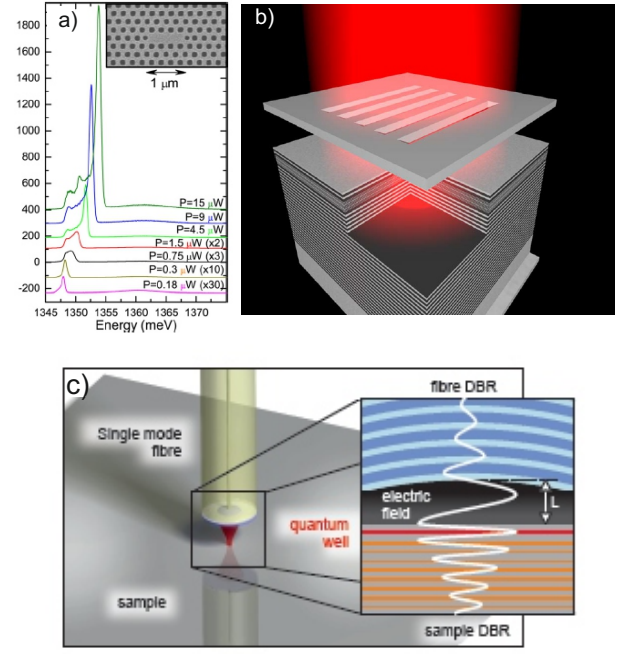 a)
1 μm
1800
1600
1400
1200
1000
800
600
400
200
0
-200
P=15 μW
P=9 μW
P=4.5 μW
P=1.5 μW (x2)
P=0.75 μW (x3)
P=0.3 μW (x10)
P=0.18 μW (x30)
1345 1350 1355 1360 1365 1370
Energy (meV)
b)
c)
fibre DBR
Single mode
fibre
electric
field
L
quantum
well
sample
sample DBR